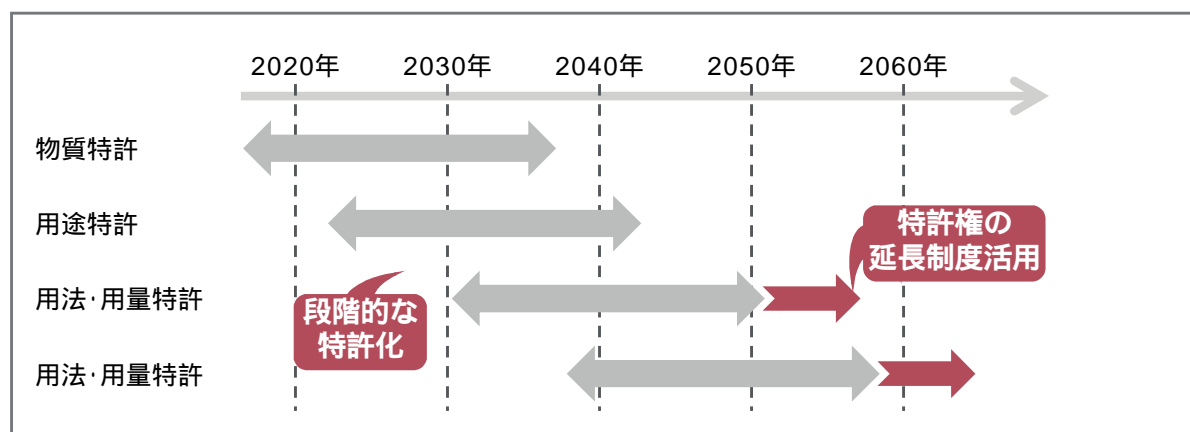 2020年
2030年
2040年
2050年
2060年
物質特許
用途特許
特許権の
延長制度活用
用法·用量特許
段階的な
特許化
用法·用量特許